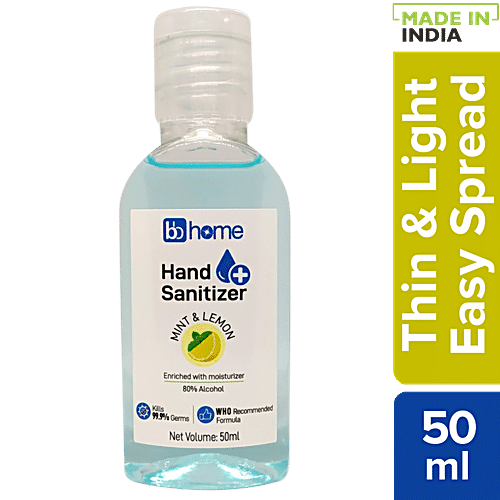 MADE IN
INDIA
bb home
Hand
Sanitizer
MINT & LEMON
Enriched with moisturizer
80% Alcohol
Kills
99.9% Germs
WHO Recommended
Formula
Net Volume: 50ml
Thin & Light
Easy Spread
50
ml